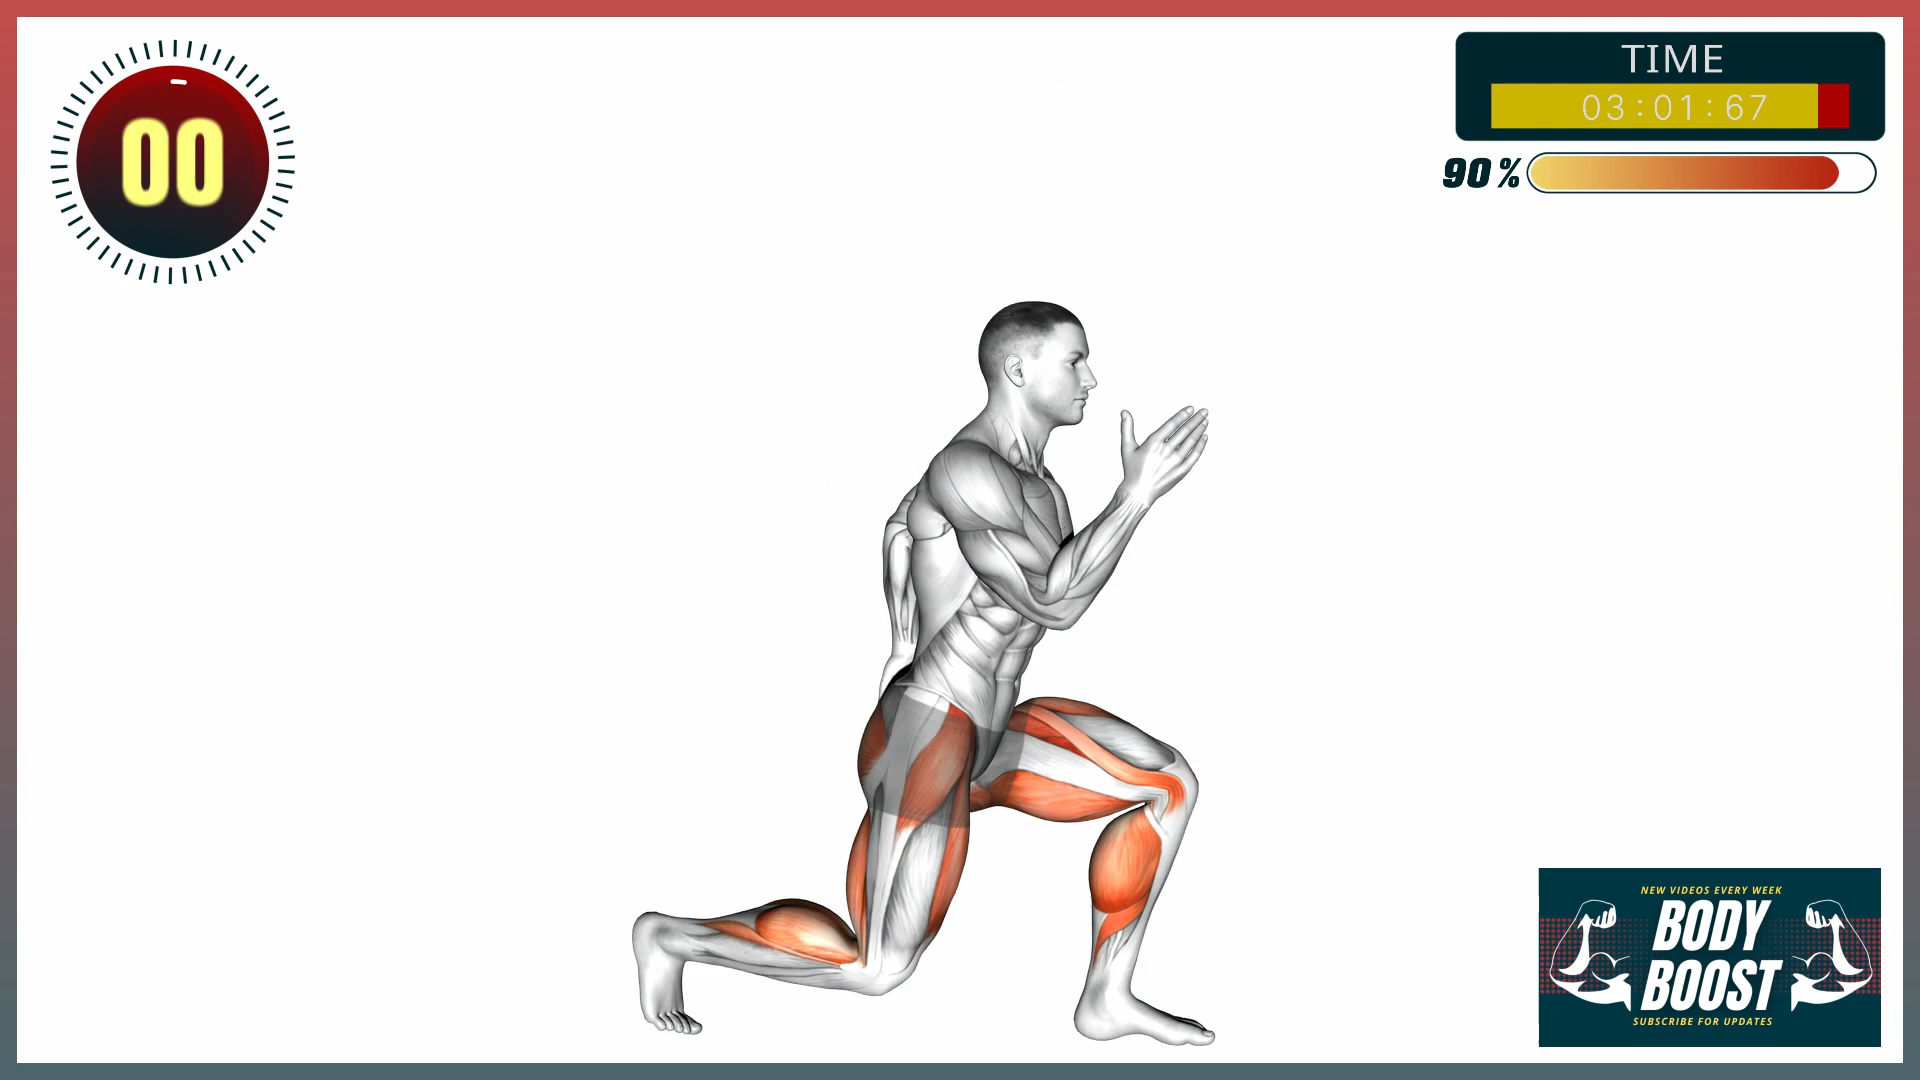 00
TIME
03:01:67
90%
NEW VIDEOS EVERY WEEK
BODY
BOOST
SUBSCRIBE FOR UPDATES